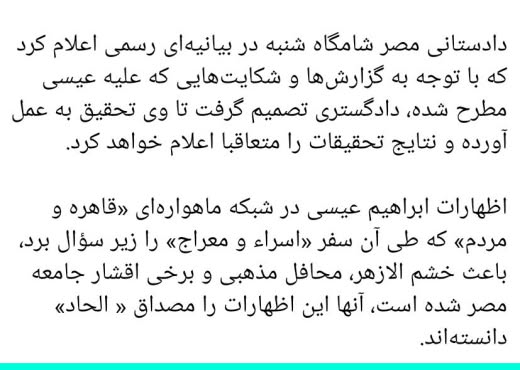 دادستانی مصر شامگاه شنبه در بیانیه‌ای رسمی اعلام کرد
که با توجه به گزارش‌ها و شکایت‌هایی که علیه عیسی
مطرح شده، دادگستری تصمیم گرفت تا وی تحقیق به عمل
آورده و نتایج تحقیقات را متعاقبا اعلام خواهد کرد.
اظهارات ابراهیم عیسی در شبکه ماهواره‌ای «قاهره و
مردم» که طی آن سفر «اسراء و معراج» را زیر سؤال برد،
باعث خشم الازهر، محافل مذهبی و برخی اقشار جامعه
مصر شده است، آنها این اظهارات را مصداق « الحاد»
دانسته‌اند.